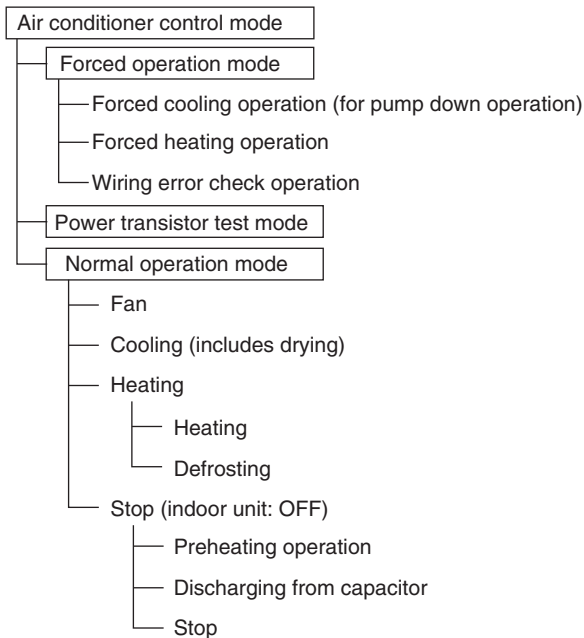 Air conditioner control mode
Forced operation mode
Forced cooling operation (for pump down operation)
Forced heating operation
Wiring error check operation
Power transistor test mode
Normal operation mode
Fan
Cooling (includes drying)
Heating
Heating
Defrosting
Stop (indoor unit: OFF)
Preheating operation
Discharging from capacitor
Stop